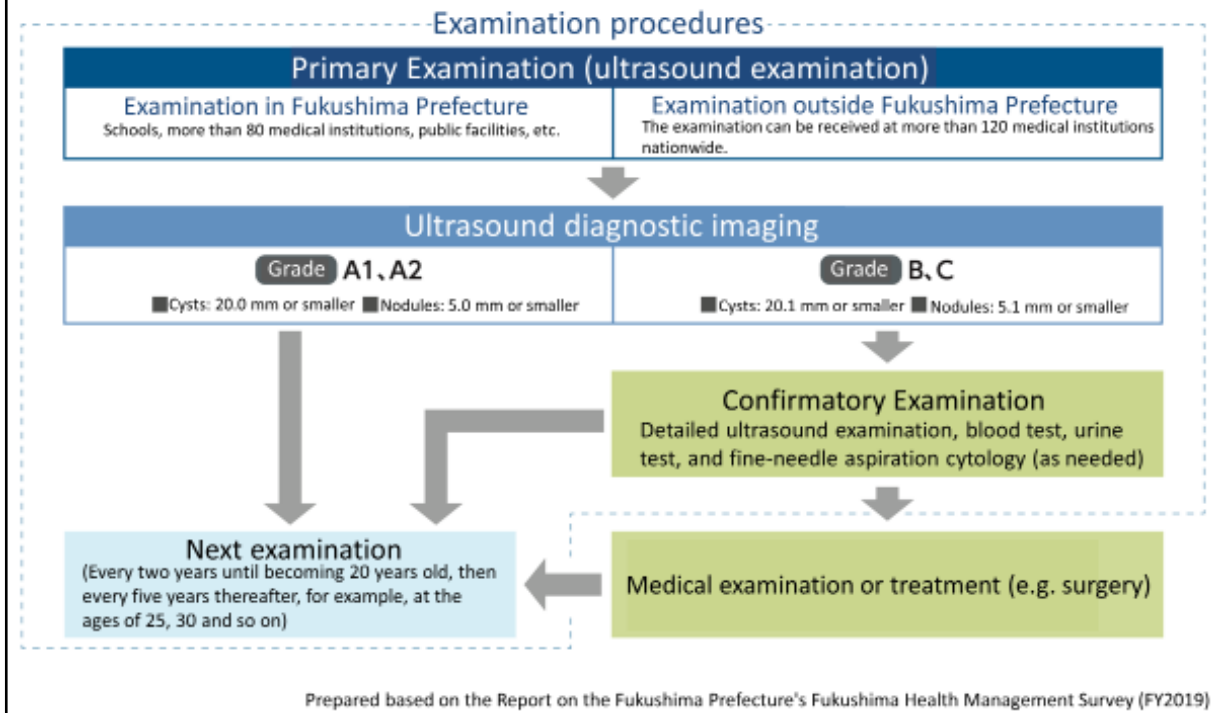 Examination procedures
Primary Examination (ultrasound examination)
Examination in Fukushima Prefecture
Schools, more than 80 medical institutions, public facilities, etc.
Examination outside Fukushima Prefecture
The examination can be received at more than 120 medical institutions
nationwide.
Ultrasound diagnostic imaging
Grade A1、A2
■Cysts: 20.0 mm or smaller ■Nodules: 5.0 mm or smaller
Grade B、C
■Cysts: 20.1 mm or smaller ■Nodules: 5.1 mm or smaller
Confirmatory Examination
Detailed ultrasound examination, blood test, urine
test, and fine-needle aspiration cytology (as needed)
Next examination
(Every two years until becoming 20 years old, then
every five years thereafter, for example, at the
ages of 25, 30 and so on)
Medical examination or treatment (e.g. surgery)
Prepared based on the Report on the Fukushima Prefecture's Fukushima Health Management Survey (FY2019)